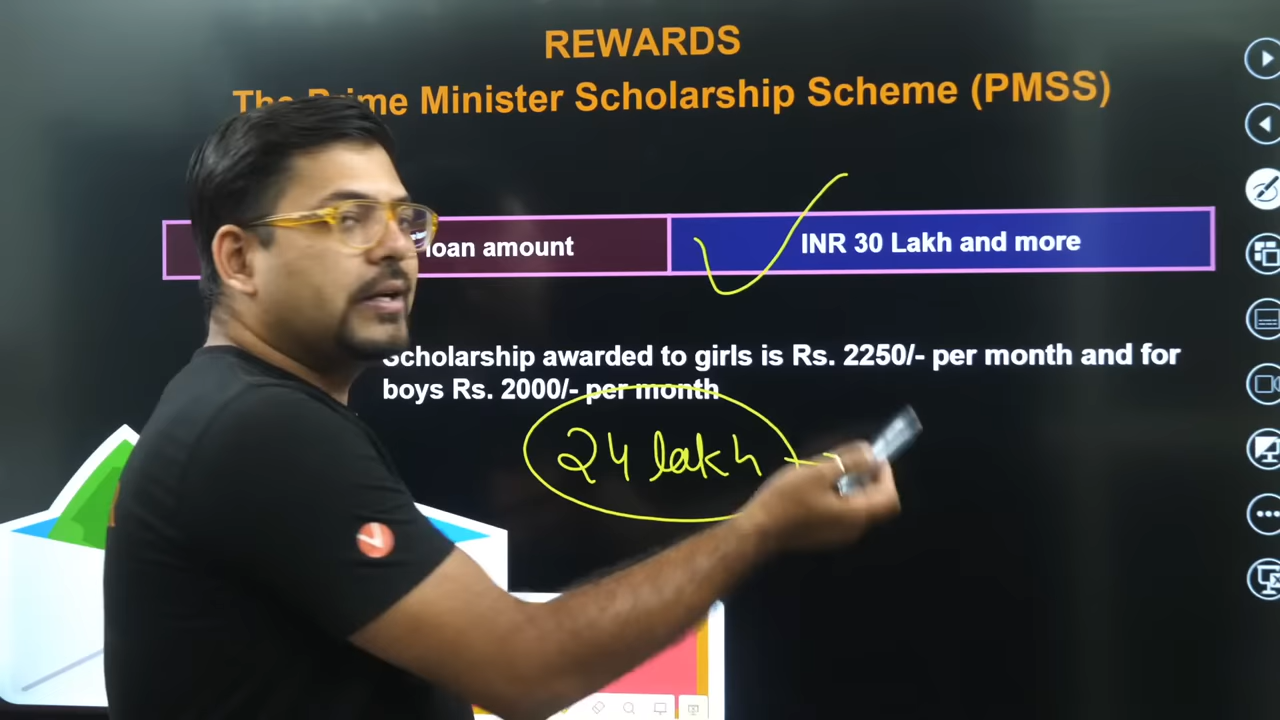 REWARDS
The Prime Minister Scholarship Scheme (PMSS)
loan amount
INR 30 Lakh and more
Scholarship awarded to girls is Rs. 2250/- per month and for
boys Rs. 2000/- per month
24 lakh